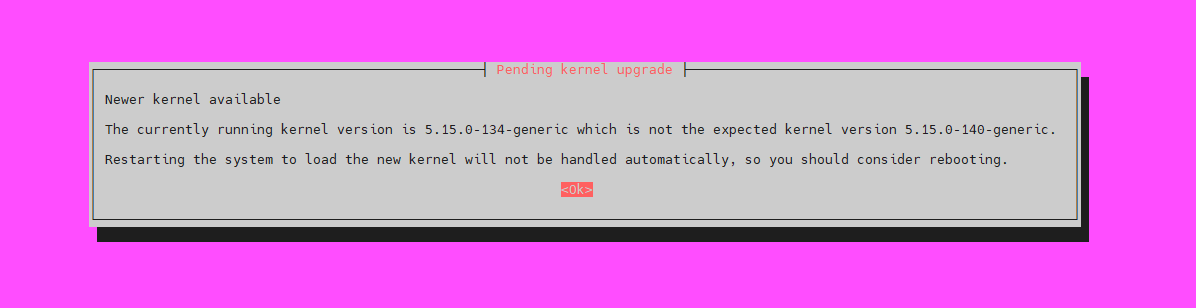 Pending kernel upgrade
Newer kernel available
The currently running kernel version is 5.15.0-134-generic which is not the expected kernel version 5.15.0-140-generic.
Restarting the system to load the new kernel will not be handled automatically, so you should consider rebooting.
<Ok>